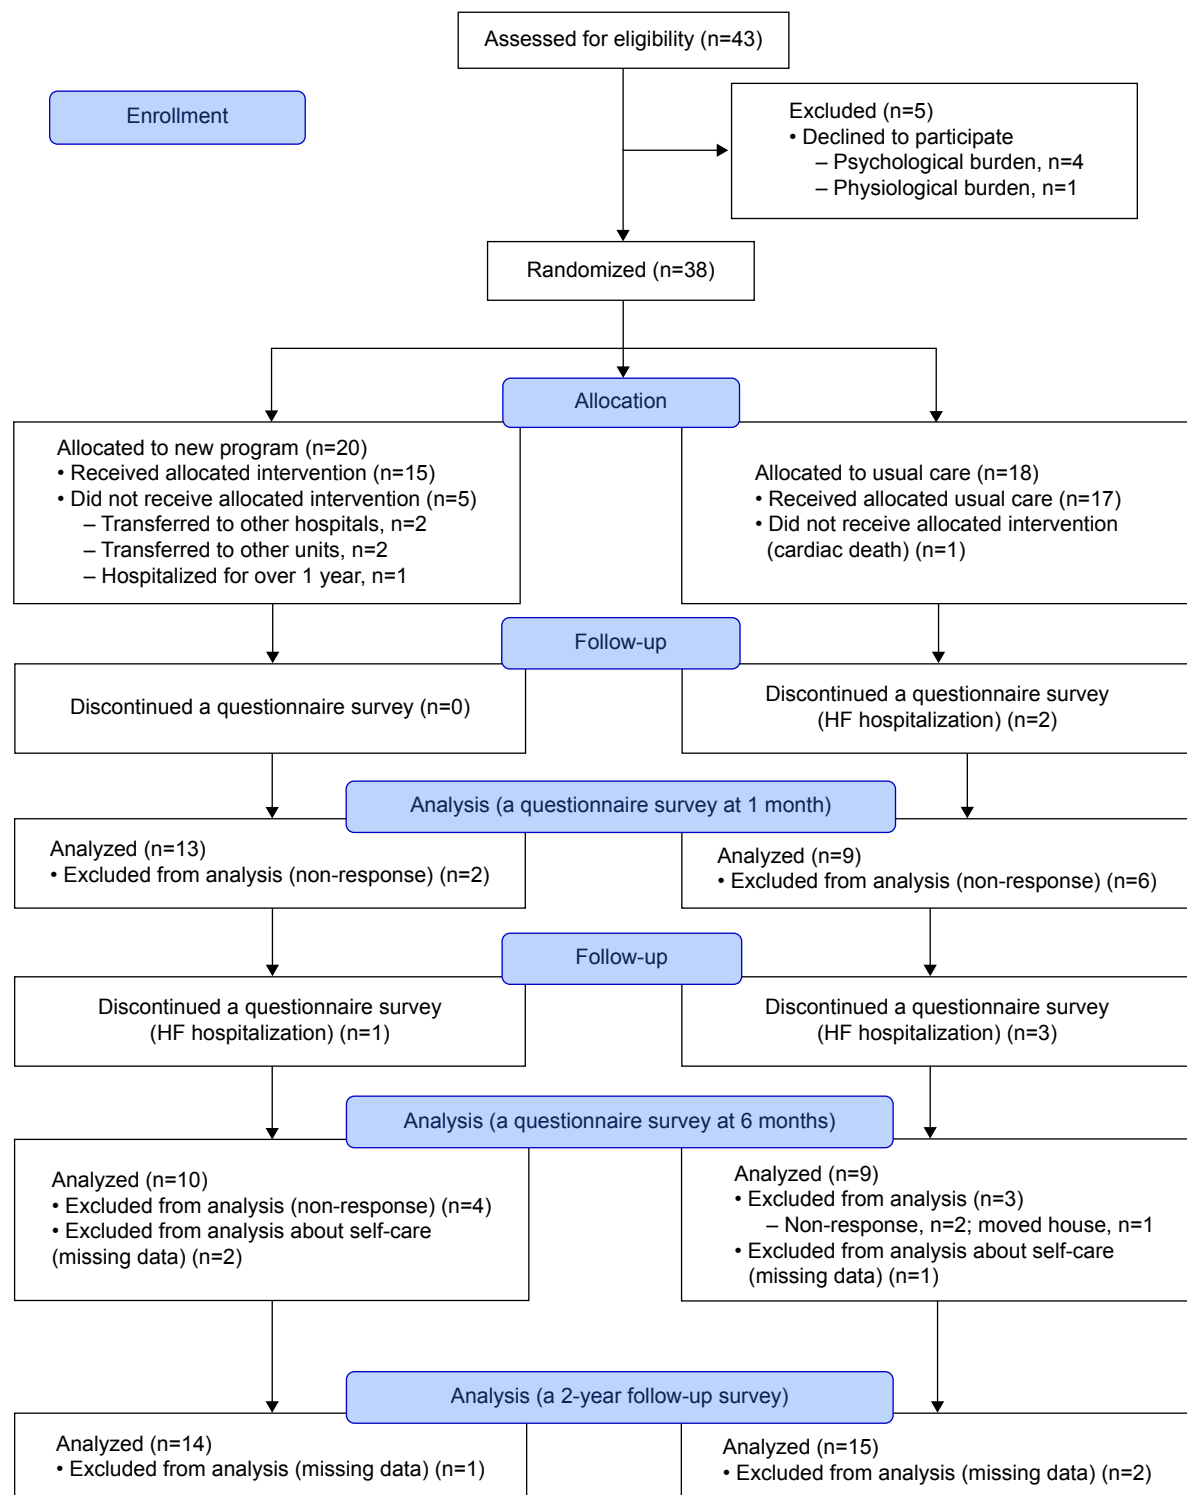 Assessed for eligibility (n=43)
Enrollment
Excluded (n=5)
• Declined to participate
– Psychological burden, n=4
– Physiological burden, n=1
Randomized (n=38)
Allocation
Allocated to new program (n=20)
• Received allocated intervention (n=15)
• Did not receive allocated intervention (n=5)
– Transferred to other hospitals, n=2
– Transferred to other units, n=2
– Hospitalized for over 1 year, n=1
Allocated to usual care (n=18)
• Received allocated usual care (n=17)
• Did not receive allocated intervention
(cardiac death) (n=1)
Follow-up
Discontinued a questionnaire survey (n=0)
Discontinued a questionnaire survey
(HF hospitalization) (n=2)
Analysis (a questionnaire survey at 1 month)
Analyzed (n=13)
• Excluded from analysis (non-response) (n=2)
Analyzed (n=9)
• Excluded from analysis (non-response) (n=6)
Follow-up
Discontinued a questionnaire survey
(HF hospitalization) (n=1)
Discontinued a questionnaire survey
(HF hospitalization) (n=3)
Analysis (a questionnaire survey at 6 months)
Analyzed (n=10)
• Excluded from analysis (non-response) (n=4)
• Excluded from analysis about self-care
(missing data) (n=2)
Analyzed (n=9)
• Excluded from analysis (n=3)
– Non-response, n=2; moved house, n=1
• Excluded from analysis about self-care
(missing data) (n=1)
Analysis (a 2-year follow-up survey)
Analyzed (n=14)
• Excluded from analysis (missing data) (n=1)
Analyzed (n=15)
• Excluded from analysis (missing data) (n=2)